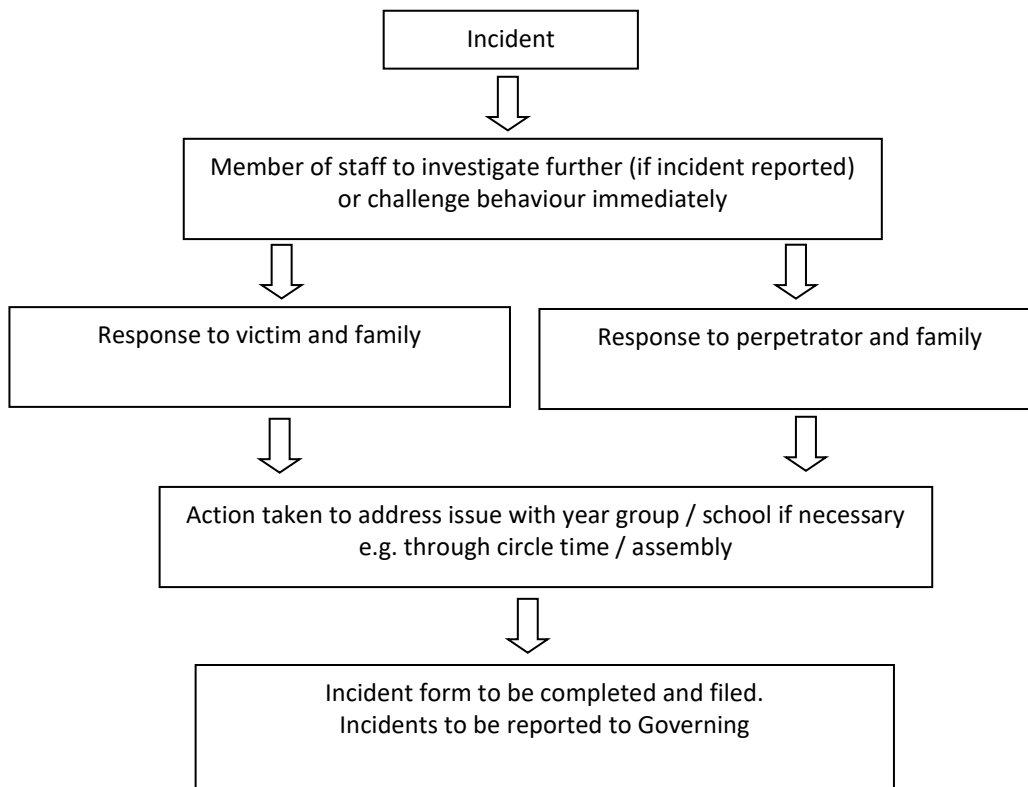 Incident
Member of staff to investigate further (if incident reported)
or challenge behaviour immediately
Response to victim and family
Response to perpetrator and family
Action taken to address issue with year group / school if necessary
e.g. through circle time / assembly
Incident form to be completed and filed.
Incidents to be reported to Governing